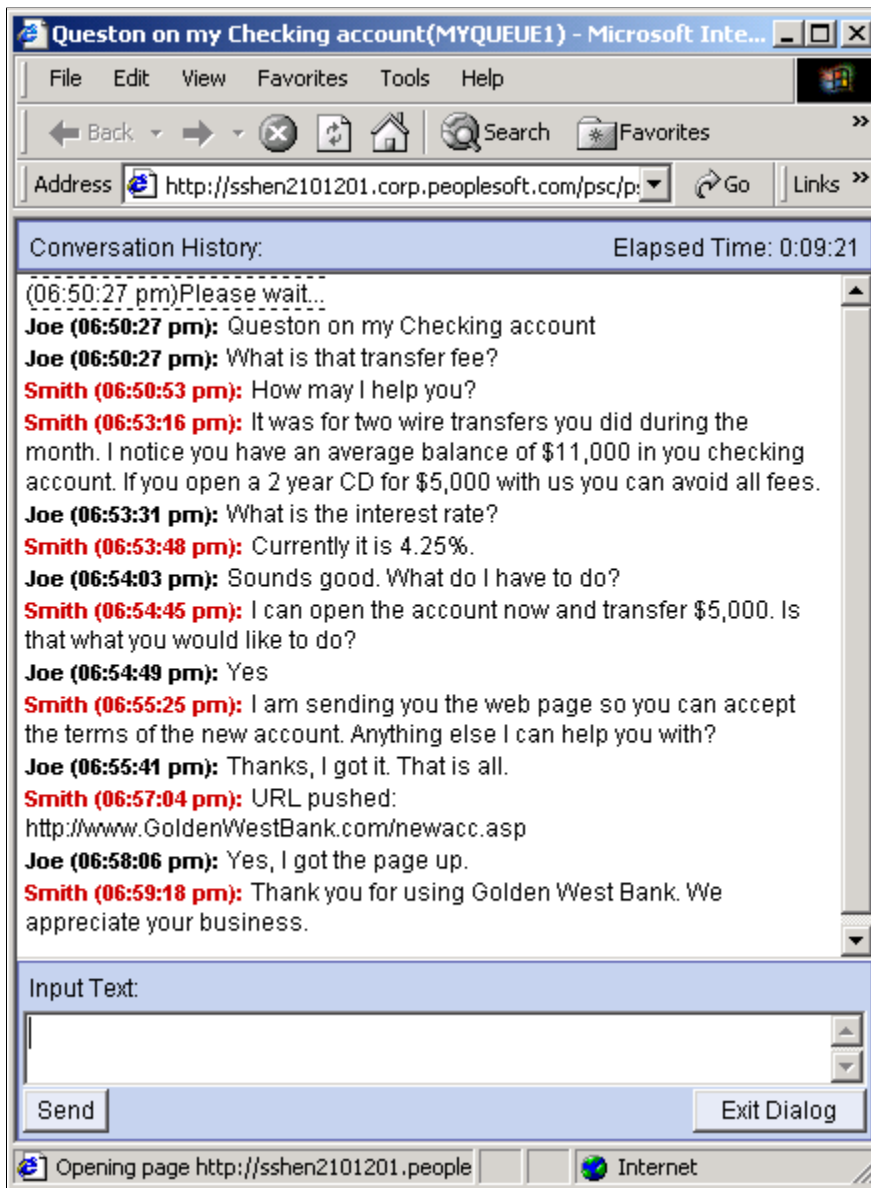 Queston on my Checking account(MYQUEUE1) - Microsoft Inte...
File Edit View Favorites Tools Help
Back Search Favorites »
Address http://sshen2101201.corp.peoplesoft.com/psc/p Go Links »
Conversation History: Elapsed Time: 0:09:21
(06:50:27 pm)Please wait...
Joe (06:50:27 pm): Queston on my Checking account
Joe (06:50:27 pm): What is that transfer fee?
Smith (06:50:53 pm): How may I help you?
Smith (06:53:16 pm): It was for two wire transfers you did during the
month. I notice you have an average balance of $11,000 in you checking
account. If you open a 2 year CD for $5,000 with us you can avoid all fees.
Joe (06:53:31 pm): What is the interest rate?
Smith (06:53:48 pm): Currently it is 4.25%.
Joe (06:54:03 pm): Sounds good. What do I have to do?
Smith (06:54:45 pm): I can open the account now and transfer $5,000. Is
that what you would like to do?
Joe (06:54:49 pm): Yes
Smith (06:55:25 pm): I am sending you the web page so you can accept
the terms of the new account. Anything else I can help you with?
Joe (06:55:41 pm): Thanks, I got it. That is all.
Smith (06:57:04 pm): URL pushed:
http://www.GoldenWestBank.com/newacc.asp
Joe (06:58:06 pm): Yes, I got the page up.
Smith (06:59:18 pm): Thank you for using Golden West Bank. We
appreciate your business.
Input Text:
Send Exit Dialog
Opening page http://sshen2101201.people Internet